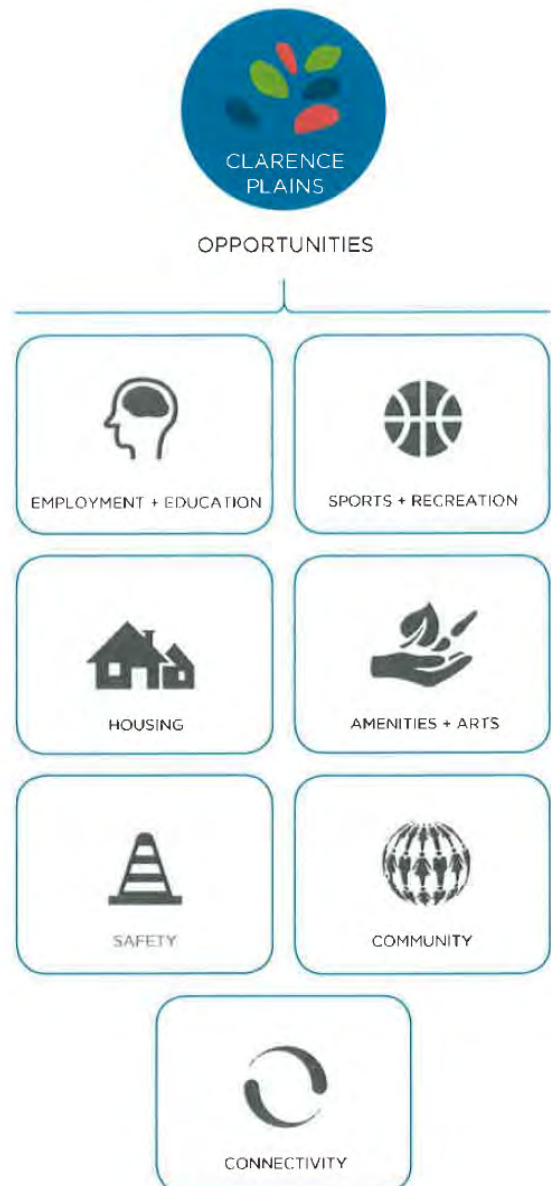 CLARENCE
PLAINS
OPPORTUNITIES
EMPLOYMENT + EDUCATION
SPORTS + RECREATION
HOUSING
AMENITIES + ARTS
SAFETY
COMMUNITY
CONNECTIVITY